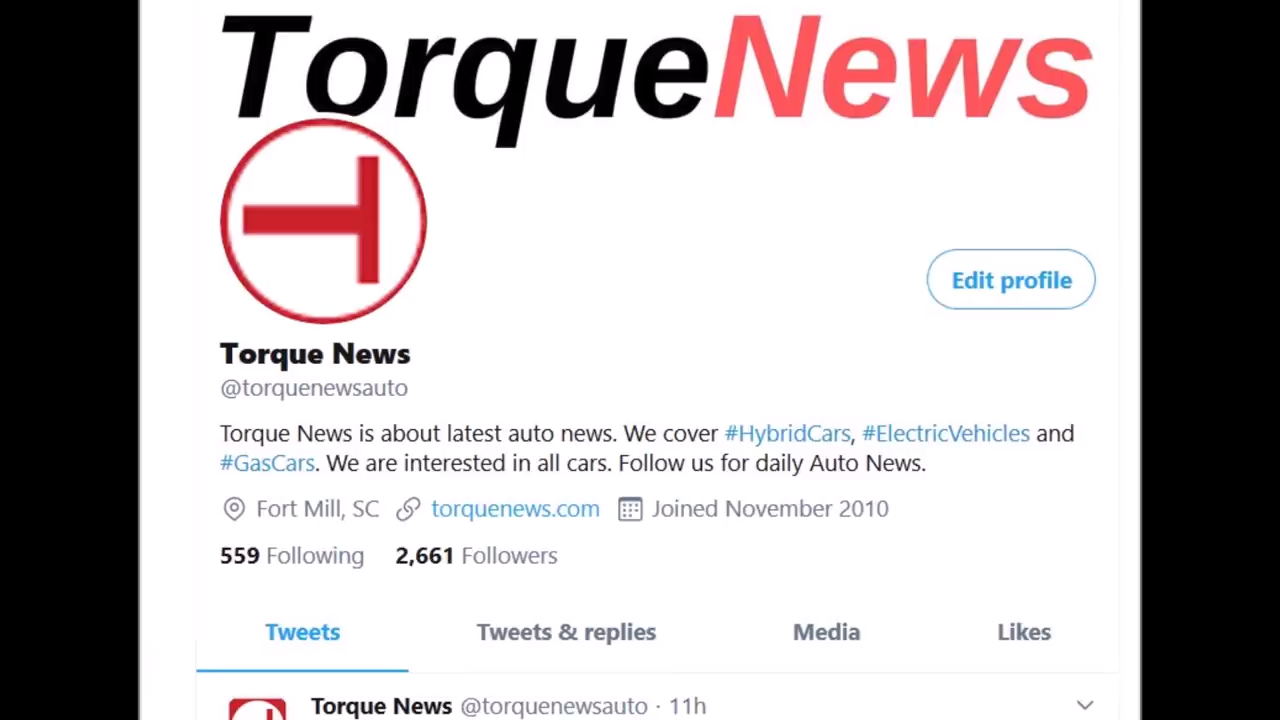 TorqueNews
Edit profile
Torque News
@torquenewsauto
Torque News is about latest auto news. We cover #HybridCars, #ElectricVehicles and
#GasCars. We are interested in all cars. Follow us for daily Auto News.
Fort Mill, SC torquenews.com Joined November 2010
559 Following 2,661 Followers
Tweets Tweets & replies Media Likes
Torque News @torquenewsauto · 11h